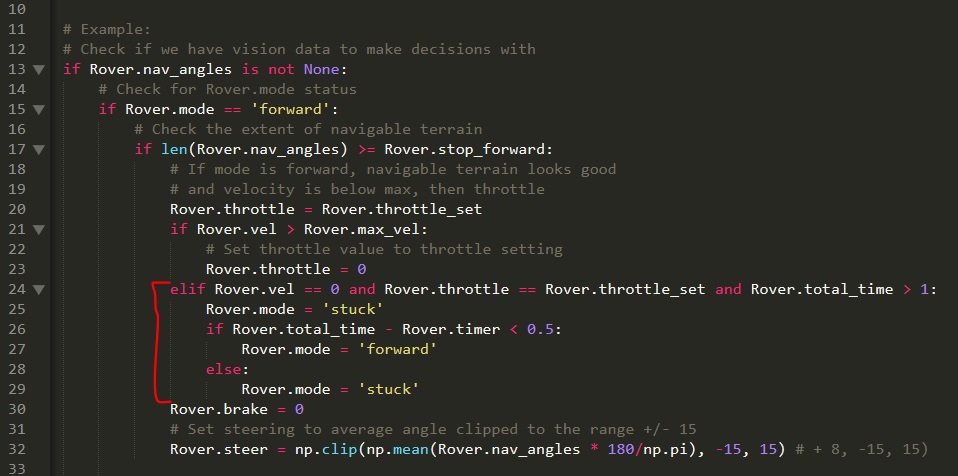 10
11 # Example:
12 # Check if we have vision data to make decisions with
13 if Rover.nav_angles is not None:
14     # Check for Rover.mode status
15     if Rover.mode == 'forward':
16         # Check the extent of navigable terrain
17         if len(Rover.nav_angles) >= Rover.stop_forward:
18             # If mode is forward, navigable terrain looks good
19             # and velocity is below max, then throttle
20             Rover.throttle = Rover.throttle_set
21             if Rover.vel > Rover.max_vel:
22                 # Set throttle value to throttle setting
23                 Rover.throttle = 0
24             elif Rover.vel == 0 and Rover.throttle == Rover.throttle_set and Rover.total_time > 1:
25                 Rover.mode = 'stuck'
26                 if Rover.total_time - Rover.timer < 0.5:
27                     Rover.mode = 'forward'
28                 else:
29                     Rover.mode = 'stuck'
30             Rover.brake = 0
31             # Set steering to average angle clipped to the range +/- 15
32             Rover.steer = np.clip(np.mean(Rover.nav_angles * 180/np.pi), -15, 15) # + 8, -15, 15)
33